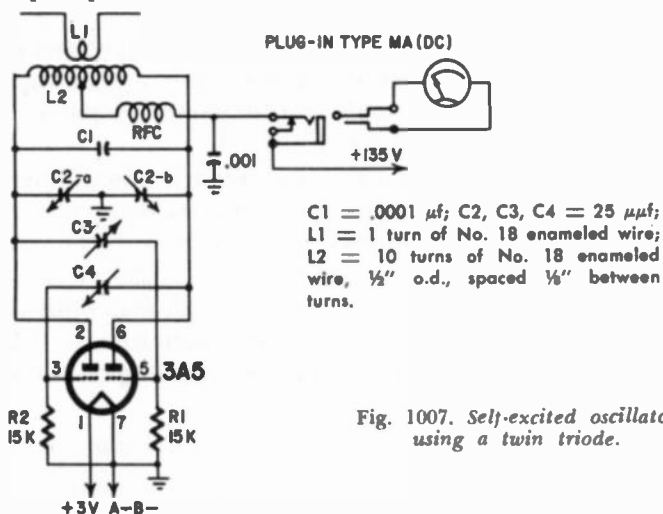 L1
PLUG-IN TYPE MA (DC)
L2
RFC
C1
.001
+135 V
C2-a
C2-b
C1 = .0001 μf; C2, C3, C4 = 25 μμf;
L1 = 1 turn of No. 18 enameled wire;
L2 = 10 turns of No. 18 enameled
wire, ½" o.d., spaced ⅛" between
turns.
C3
C4
2
6
3
5
3A5
R2
15K
1
7
R1
15K
Fig. 1007. Self-excited oscillato
using a twin triode.
+3V A-B-